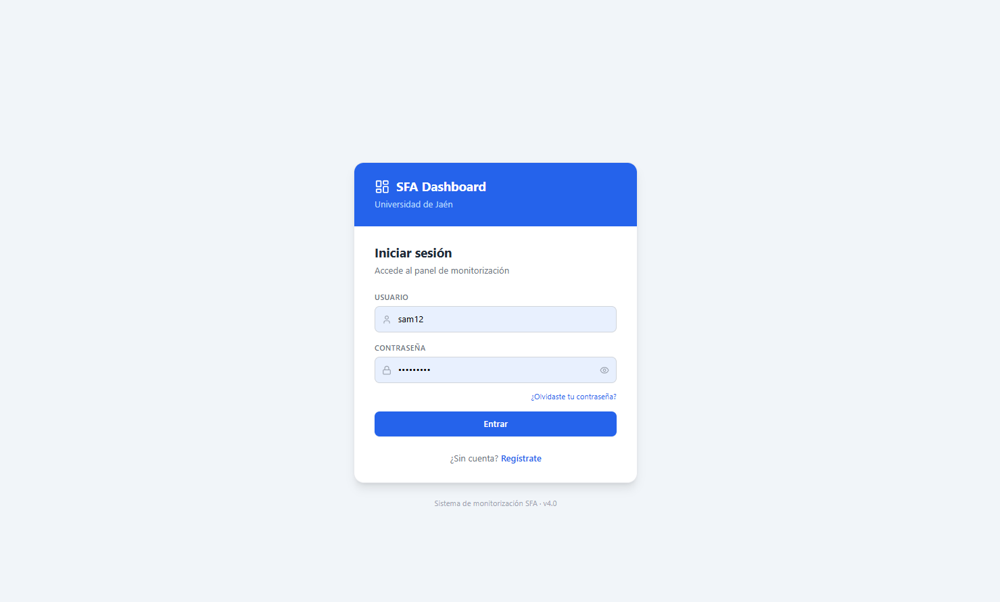 SFA Dashboard
Universidad de Jaén
Iniciar sesión
Accede al panel de monitorización
USUARIO
sam12
CONTRASEÑA
•••••••••
¿Olvidaste tu contraseña?
Entrar
¿Sin cuenta? Regístrate
Sistema de monitorización SFA · v4.0